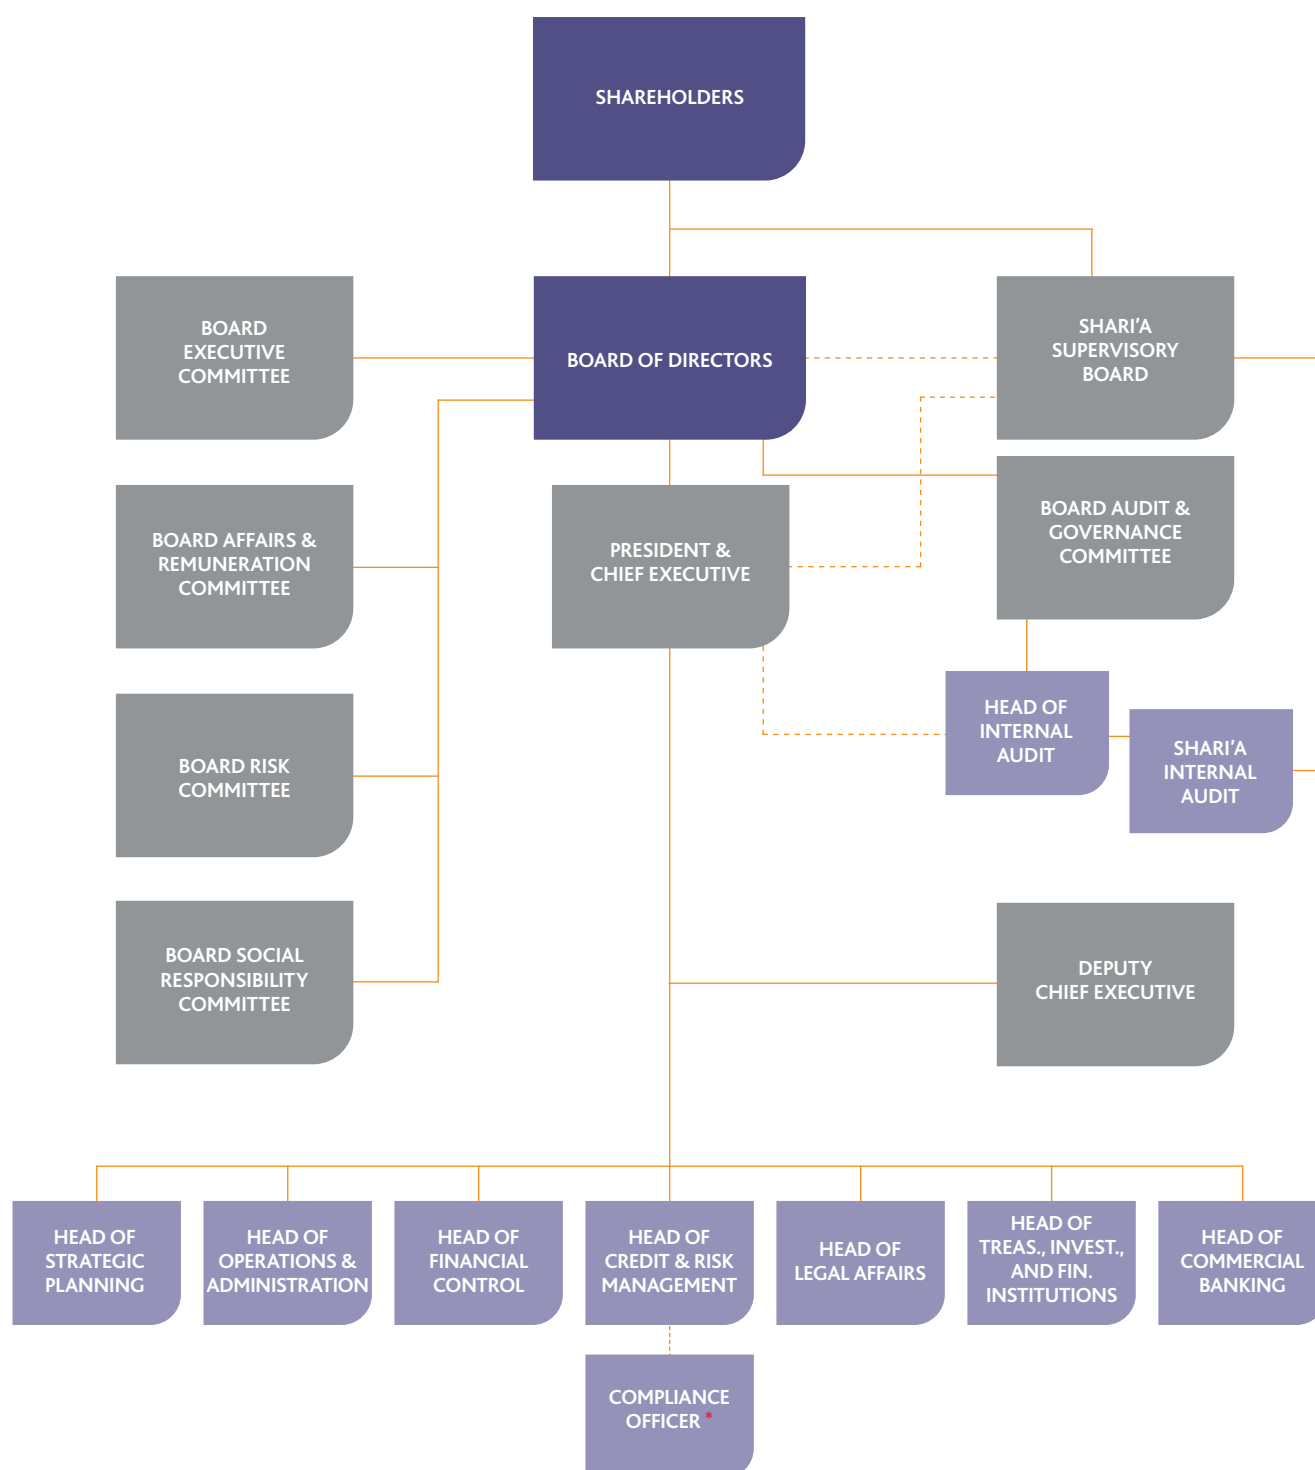 SHAREHOLDERS
BOARD
EXECUTIVE
COMMITTEE
BOARD OF DIRECTORS
SHARI'A
SUPERVISORY
BOARD
BOARD AFFAIRS &
REMUNERATION
COMMITTEE
PRESIDENT &
CHIEF EXECUTIVE
BOARD AUDIT &
GOVERNANCE
COMMITTEE
HEAD OF
INTERNAL
AUDIT
SHARI'A
INTERNAL
AUDIT
BOARD RISK
COMMITTEE
BOARD SOCIAL
RESPONSIBILITY
COMMITTEE
DEPUTY
CHIEF EXECUTIVE
HEAD OF
STRATEGIC
PLANNING
HEAD OF
OPERATIONS &
ADMINISTRATION
HEAD OF
FINANCIAL
CONTROL
HEAD OF
CREDIT & RISK
MANAGEMENT
HEAD OF
LEGAL AFFAIRS
HEAD OF
TREAS., INVEST.,
AND FIN.
INSTITUTIONS
HEAD OF
COMMERCIAL
BANKING
COMPLIANCE
OFFICER *